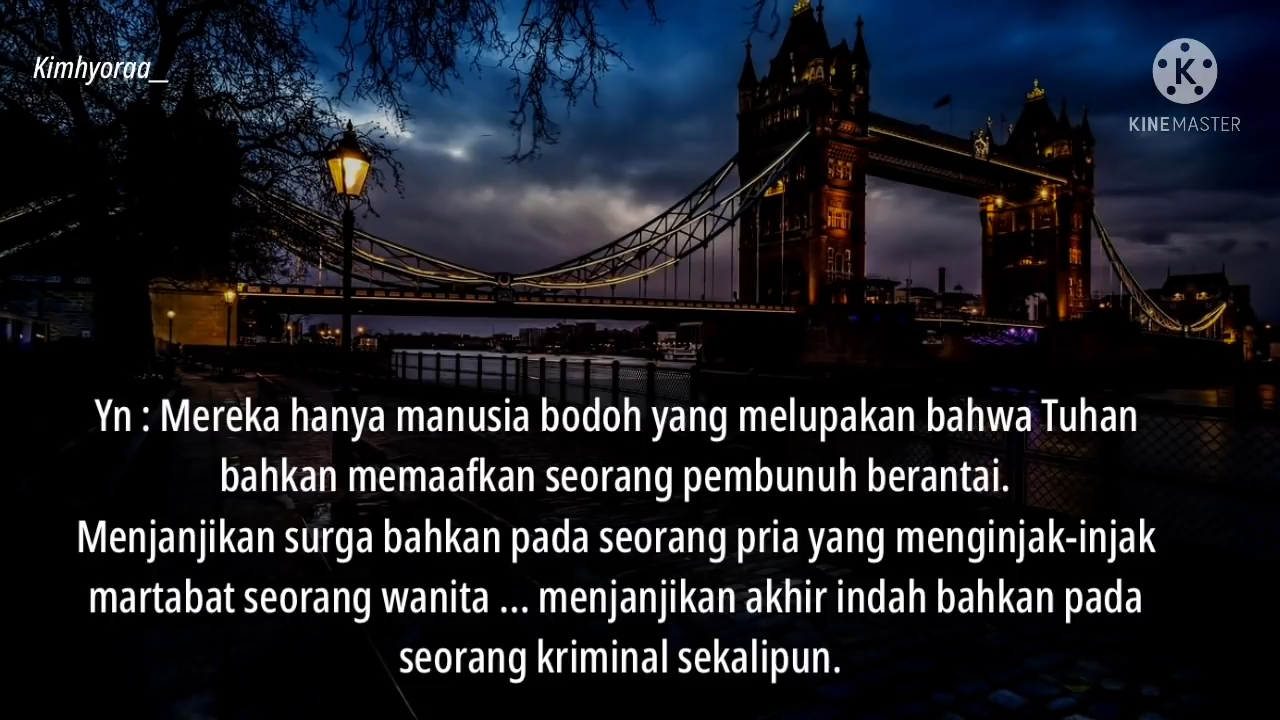 Kimhyoraa_
K
KINEMASTER
Yn : Mereka hanya manusia bodoh yang melupakan bahwa Tuhan
bahkan memaafkan seorang pembunuh berantai.
Menjanjikan surga bahkan pada seorang pria yang menginjak-injak
martabat seorang wanita ... menjanjikan akhir indah bahkan pada
seorang kriminal sekalipun.